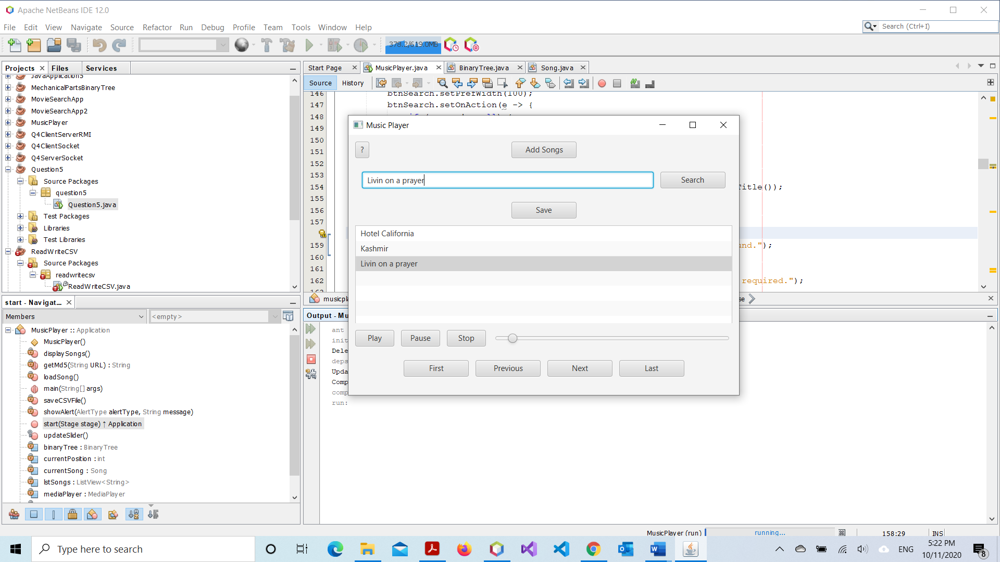 Apache NetBeans IDE 12.0
File Edit View Navigate Source Refactor Run Debug Profile Team Tools Window Help
Search (Ctrl+I)
378.2/619.0MB
Projects Files Services
JavaApplication5
MechanicalPartsBinaryTree
MovieSearchApp
MovieSearchApp2
MusicPlayer
Q4ClientServerRMI
Q4ClientSocket
Q4ServerSocket
Question5
Source Packages
question5
Question5.java
Test Packages
Libraries
Test Libraries
ReadWriteCSV
Source Packages
readwritecsv
ReadWriteCSV.java
start - Navigat...
Members
<empty>
MusicPlayer :: Application
MusicPlayer()
displaySongs()
getMd5(String URL) : String
loadSong()
main(String[] args)
saveCSVFile()
showAlert(AlertType alertType, String message)
start(Stage stage) ↑ Application
updateSlider()
binaryTree : BinaryTree
currentPosition : int
currentSong : Song
lstSongs : ListView<String>
mediaPlayer : MediaPlayer
Start Page MusicPlayer.java BinaryTree.java Song.java
Source History
146 btnSearch.setPrefWidth(100);
147 btnSearch.setOnAction(e -> {
148
149
150
151
152
153
154 Title());
155
156
157
159 und.");
160
161
162 required.");
musicpl
se
Music Player
?
Add Songs
Livin on a prayer
Search
Save
Hotel California
Kashmir
Livin on a prayer
Play Pause Stop
First Previous Next Last
Output - Mu
ant
init
Dele
deps
Upda
Comp
comp
run:
MusicPlayer (run) running... 158:29 INS
Type here to search
ENG
5:22 PM
10/11/2020
8